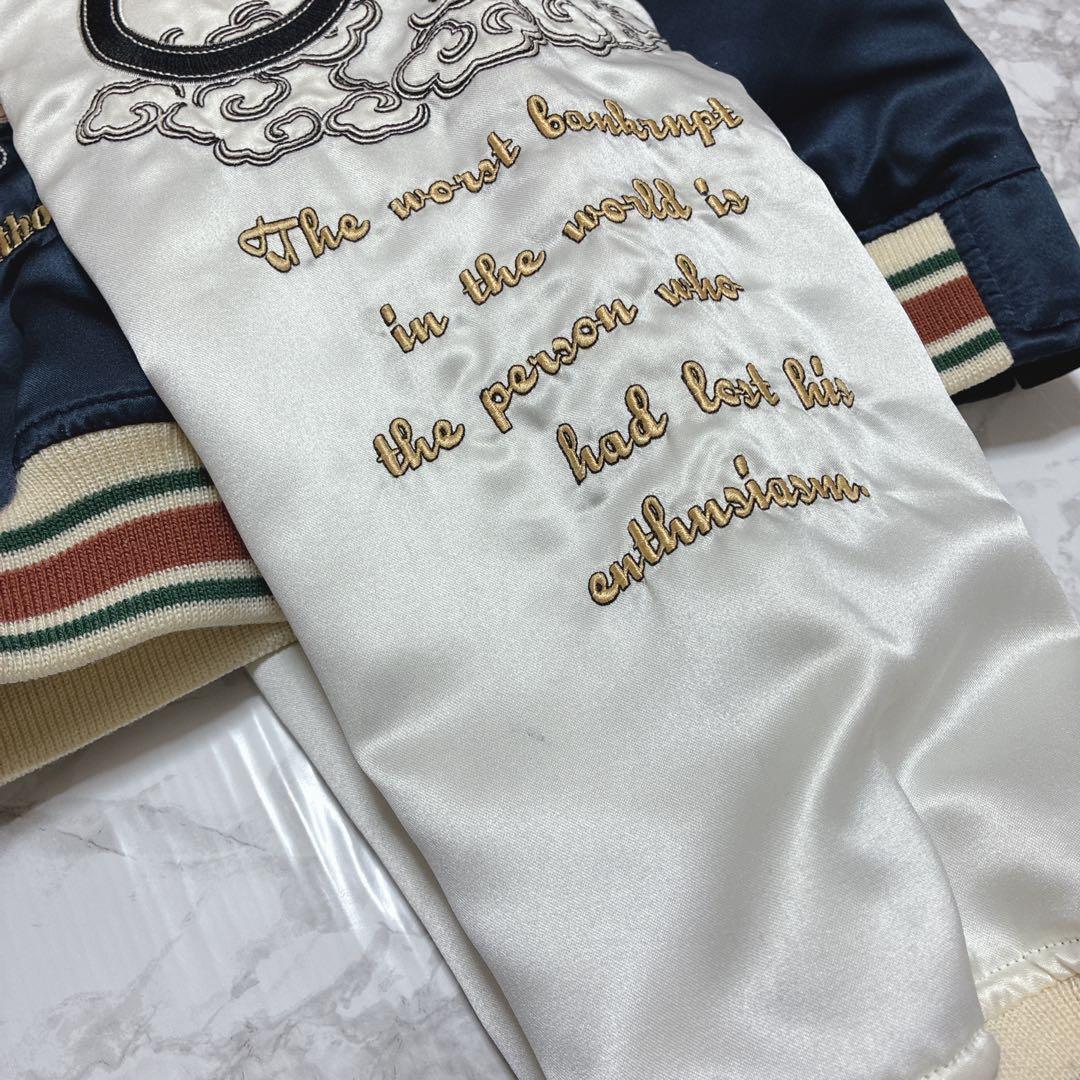 The worst bankrupt
in the world is
the person who
had lost his
enthusiasm.